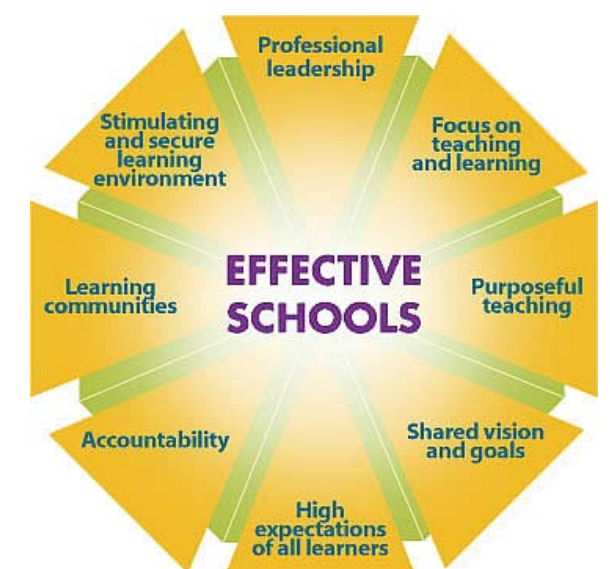 Professional
leadership
Focus on
teaching
and learning
Purposeful
teaching
Shared vision
and goals
High
expectations
of all learners
Accountability
Learning
communities
Stimulating
and secure
learning
environment
EFFECTIVE
SCHOOLS